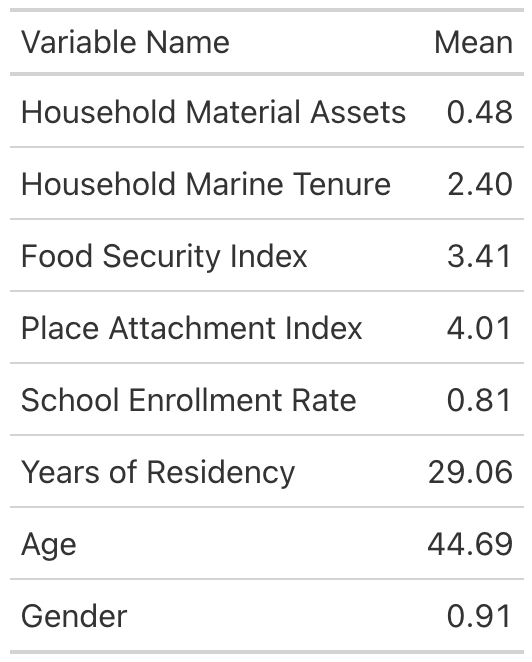 Variable Name Mean
Household Material Assets 0.48
Household Marine Tenure 2.40
Food Security Index 3.41
Place Attachment Index 4.01
School Enrollment Rate 0.81
Years of Residency 29.06
Age 44.69
Gender 0.91